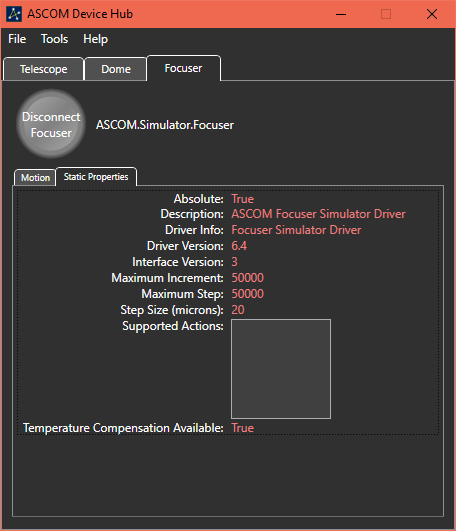 ASCOM Device Hub
File Tools Help
Telescope Dome Focuser
Disconnect
Focuser
ASCOM.Simulator.Focuser
Motion Static Properties
Absolute: True
Description: ASCOM Focuser Simulator Driver
Driver Info: Focuser Simulator Driver
Driver Version: 6.4
Interface Version: 3
Maximum Increment: 50000
Maximum Step: 50000
Step Size (microns): 20
Supported Actions:
Temperature Compensation Available: True